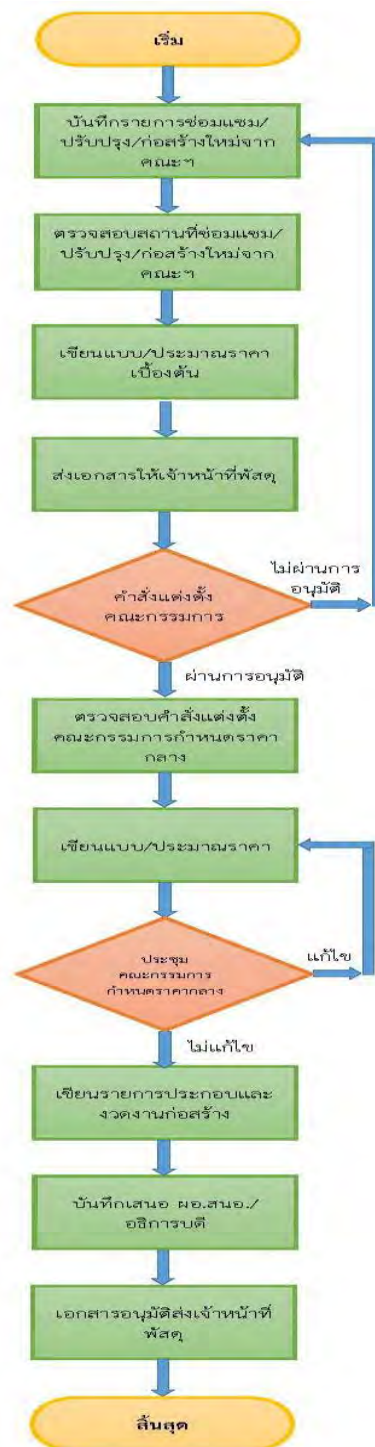 เริ่ม
บันทึกรายการซ่อมแซม/
ปรับปรุง/ก่อสร้างใหม่จาก
คณะฯ
ตรวจสอบสถานที่ซ่อมแซม/
ปรับปรุง/ก่อสร้างใหม่จาก
คณะฯ
เขียนแบบ/ประมาณราคา
เบื้องต้น
ส่งเอกสารให้เจ้าหน้าที่พัสดุ
คำสั่งแต่งตั้ง
คณะกรรมการ
ไม่ผ่านการ
อนุมัติ
ผ่านการอนุมัติ
ตรวจสอบคำสั่งแต่งตั้ง
คณะกรรมการกำหนดราคา
กลาง
เขียนแบบ/ประมาณราคา
ประชุม
คณะกรรมการ
กำหนดราคากลาง
แก้ไข
ไม่แก้ไข
เขียนรายการประกอบและ
งวดงานก่อสร้าง
บันทึกเสนอ ผอ.สนอ./
อธิการบดี
เอกสารอนุมัติส่งเจ้าหน้าที่
พัสดุ
สิ้นสุด